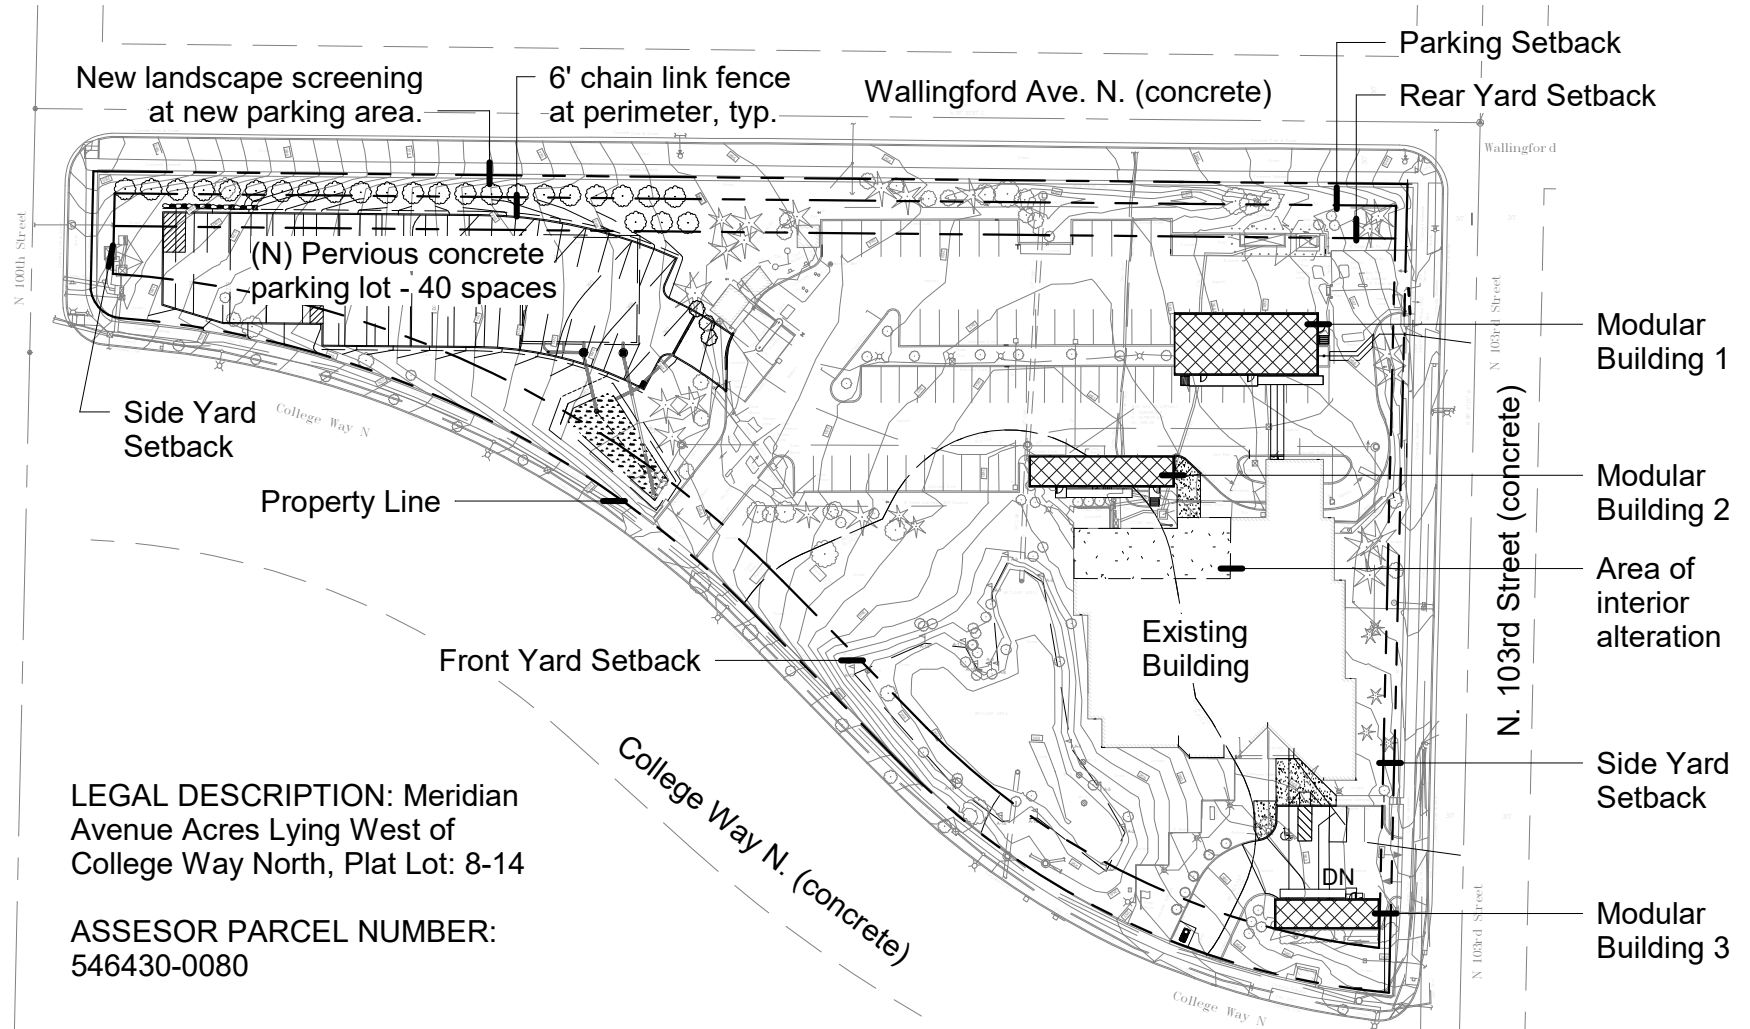 Parking Setback
New landscape screening
at new parking area.
6' chain link fence
at perimeter, typ.
Wallingford Ave. N. (concrete)
Rear Yard Setback
Wallingford
N 100th Street
(N) Pervious concrete
parking lot - 40 spaces
N 103rd Street
Modular
Building 1
Side Yard
Setback
College Way N
N. 103rd Street (concrete)
Property Line
Modular
Building 2
Area of
interior
alteration
Existing
Building
Front Yard Setback
College Way N. (concrete)
Side Yard
Setback
LEGAL DESCRIPTION: Meridian
Avenue Acres Lying West of
College Way North, Plat Lot: 8-14
DN
Modular
Building 3
ASSESOR PARCEL NUMBER:
546430-0080
N 103rd Street
College Way N